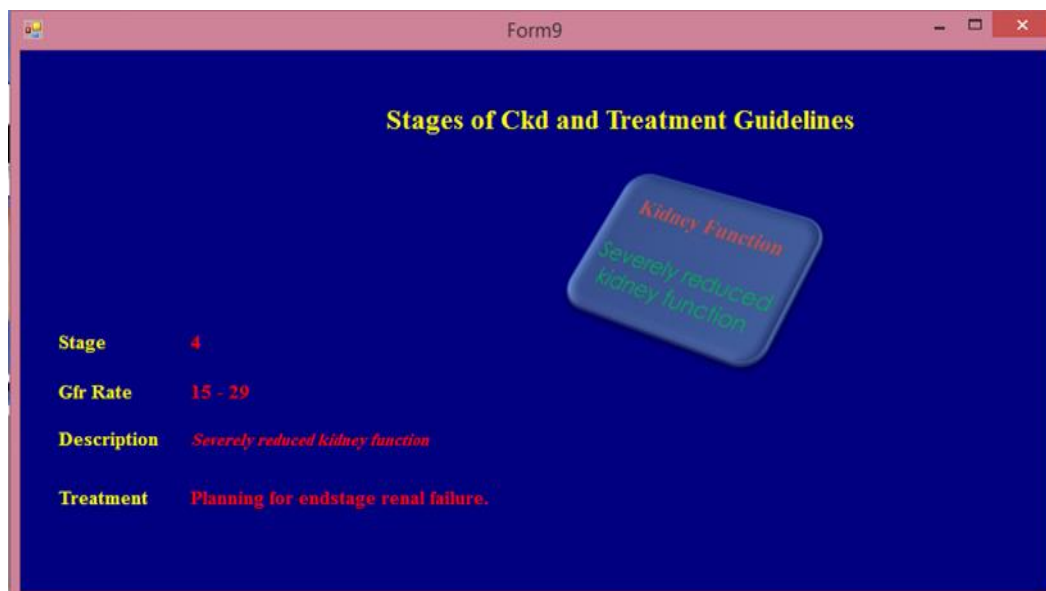 Form9
Stages of Ckd and Treatment Guidelines
Kidney Function
Severely reduced
kidney function
Stage 4
Gfr Rate 15 - 29
Description Severely reduced kidney function
Treatment Planning for endstage renal failure.